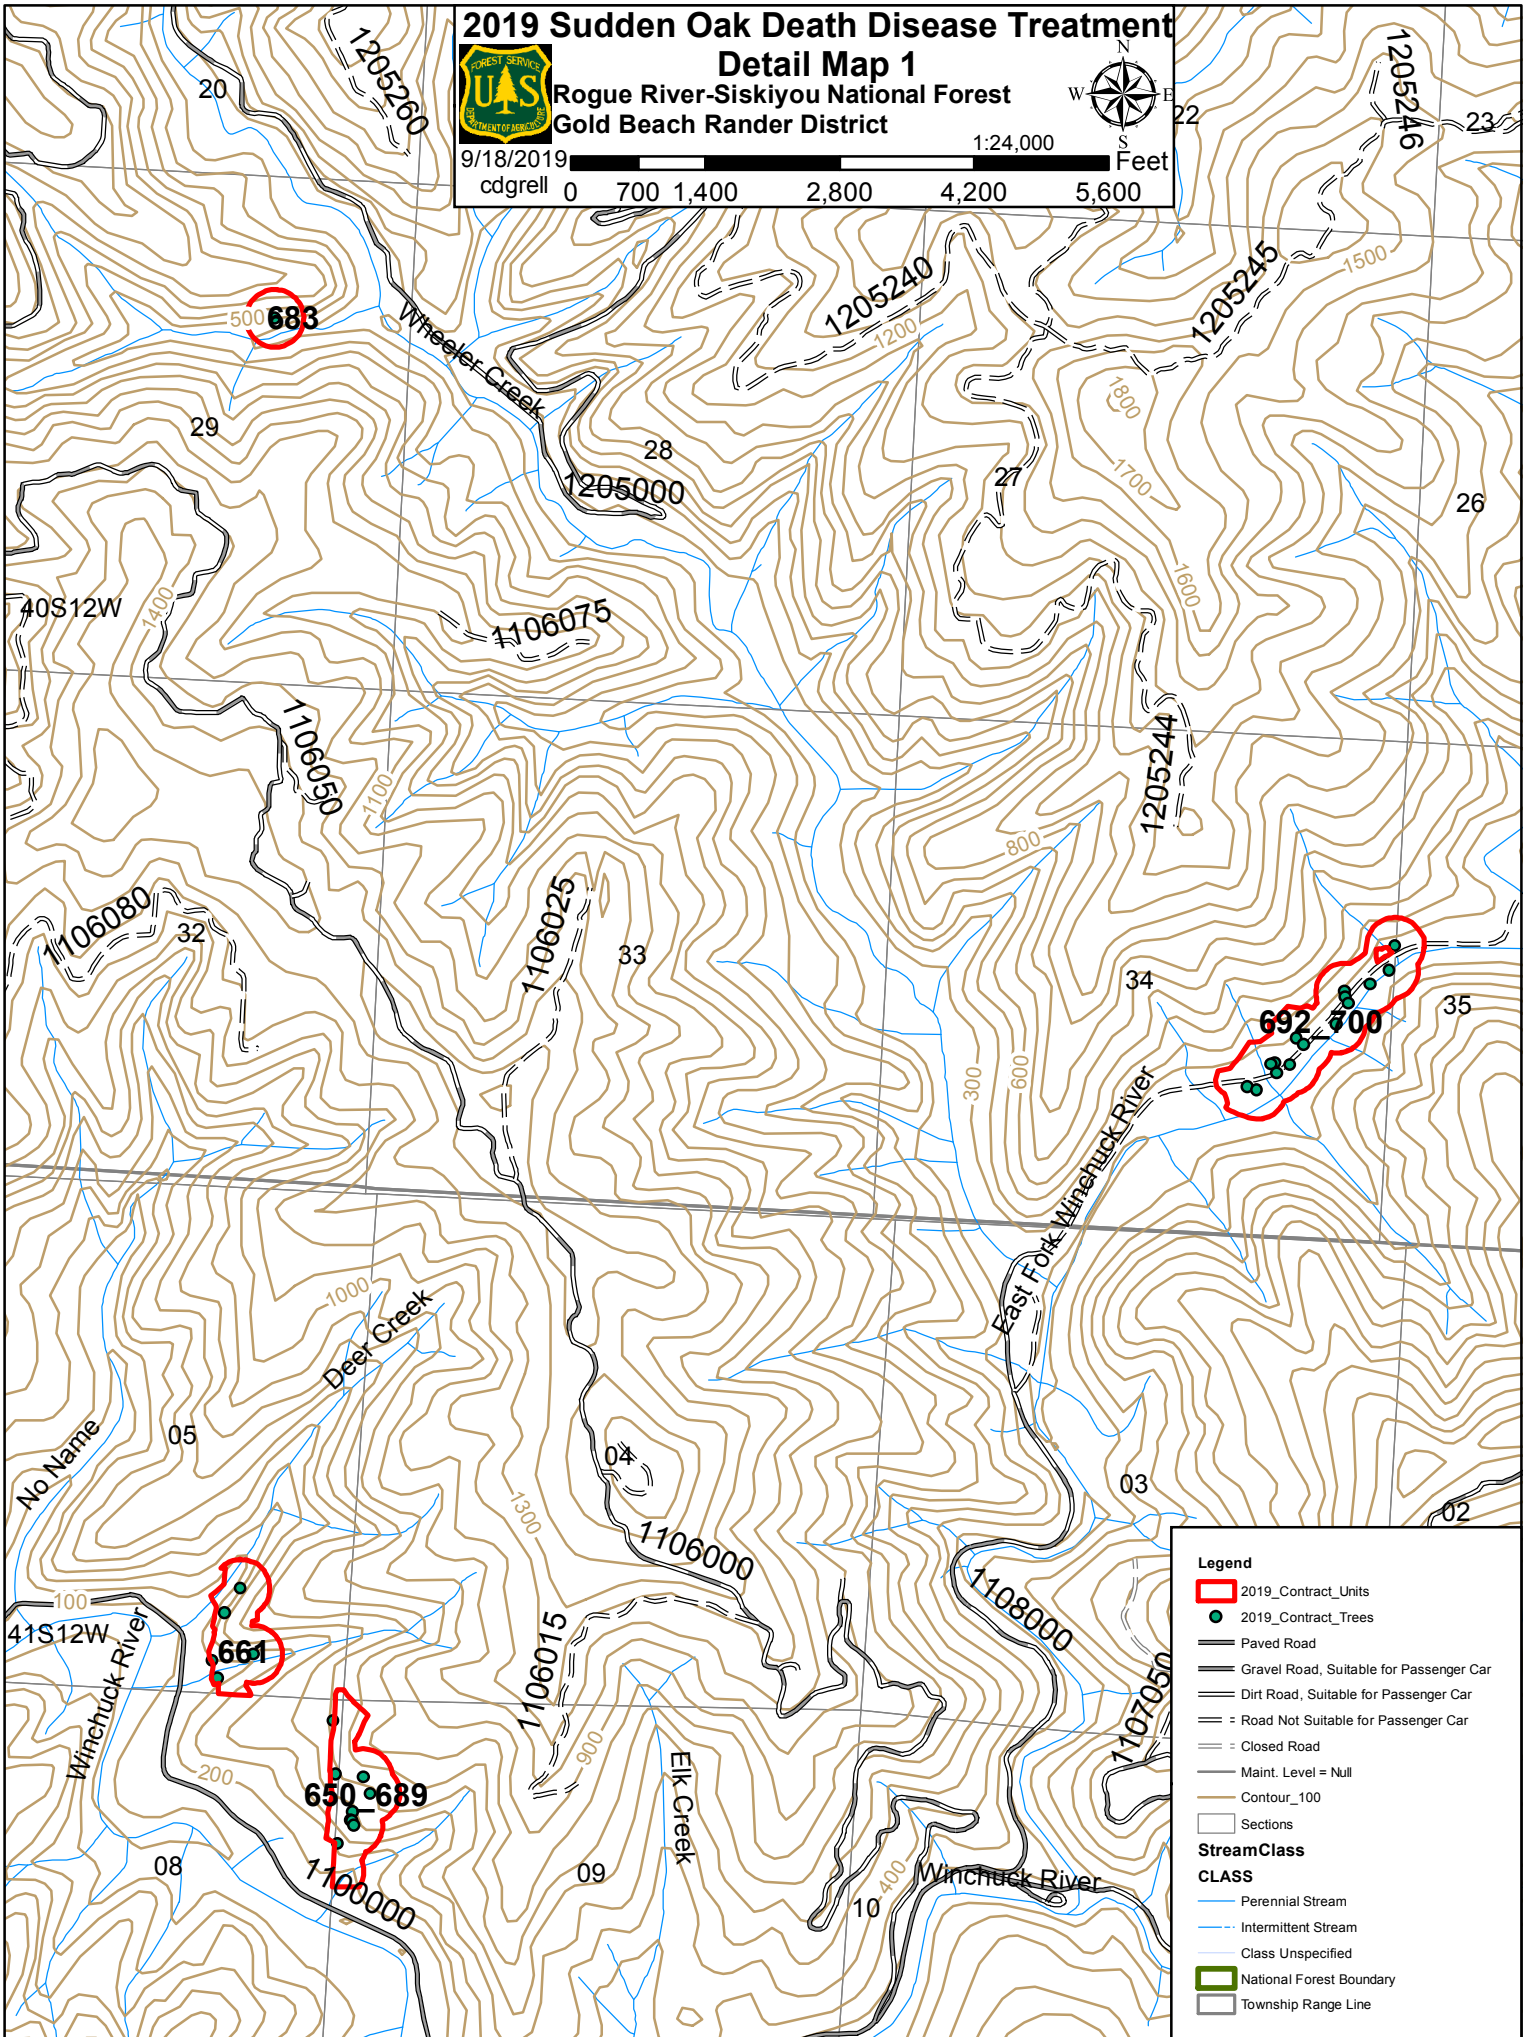 2019 Sudden Oak Death Disease Treatment
Detail Map 1
FOREST SERVICE
U S
DEPARTMENT OF AGRICULTURE
Rogue River-Siskiyou National Forest
Gold Beach Rander District
N
W E
S
9/18/2019
1:24,000
Feet
cdgrell
0 700 1,400 2,800 4,200 5,600
20
1205260
22
1205246
23
1500
1205240
1205245
1200
500
683
Wheeler Creek
1800
29
28
27
1700
1205000
26
40S12W
1400
1106075
1600
1106050
1100
1205244
800
1106080
32
1106025
33
34
35
692_700
300
600
East Fork Winchuck River
1000
Deer Creek
No Name
05
04
03
02
1300
1106000
1108000
100
41S12W
661
Winchuck River
1106015
1107050
200
900
650_689
Elk Creek
08
1100000
09
400
10
Winchuck River
Legend
2019_Contract_Units
2019_Contract_Trees
Paved Road
Gravel Road, Suitable for Passenger Car
Dirt Road, Suitable for Passenger Car
Road Not Suitable for Passenger Car
Closed Road
Maint. Level = Null
Contour_100
Sections
StreamClass
CLASS
Perennial Stream
Intermittent Stream
Class Unspecified
National Forest Boundary
Township Range Line